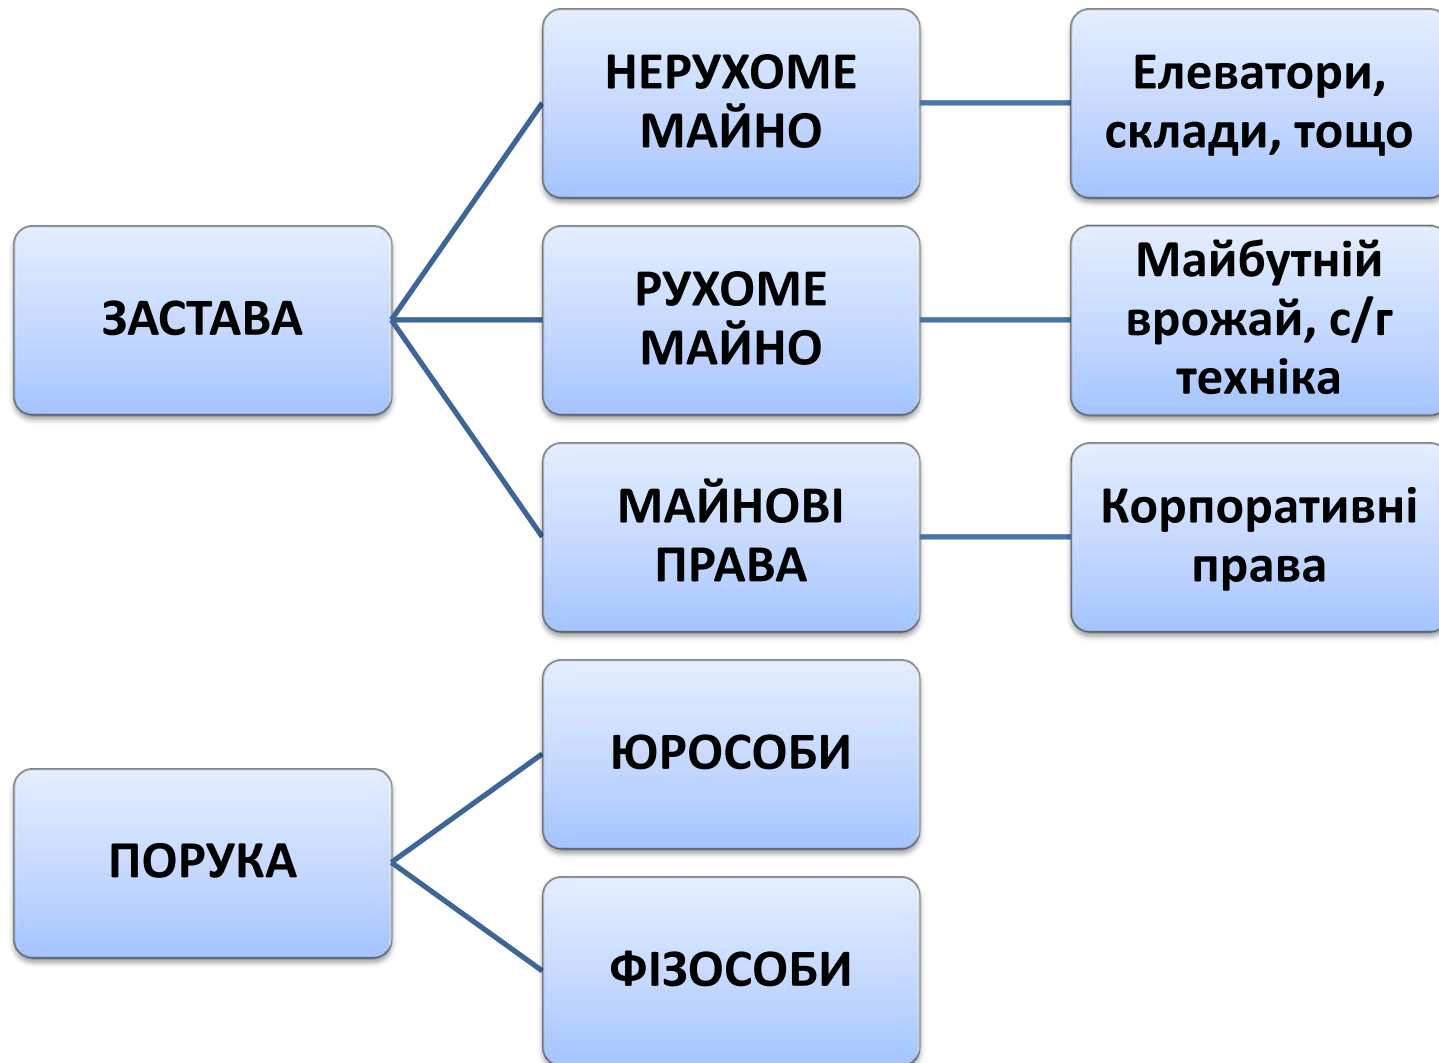 ЗАСТАВА
НЕРУХОМЕ
МАЙНО
Елеватори,
склади, тощо
РУХОМЕ
МАЙНО
Майбутній
врожай, с/г
техніка
МАЙНОВІ
ПРАВА
Корпоративні
права
ПОРУКА
ЮРОСОБИ
ФІЗОСОБИ